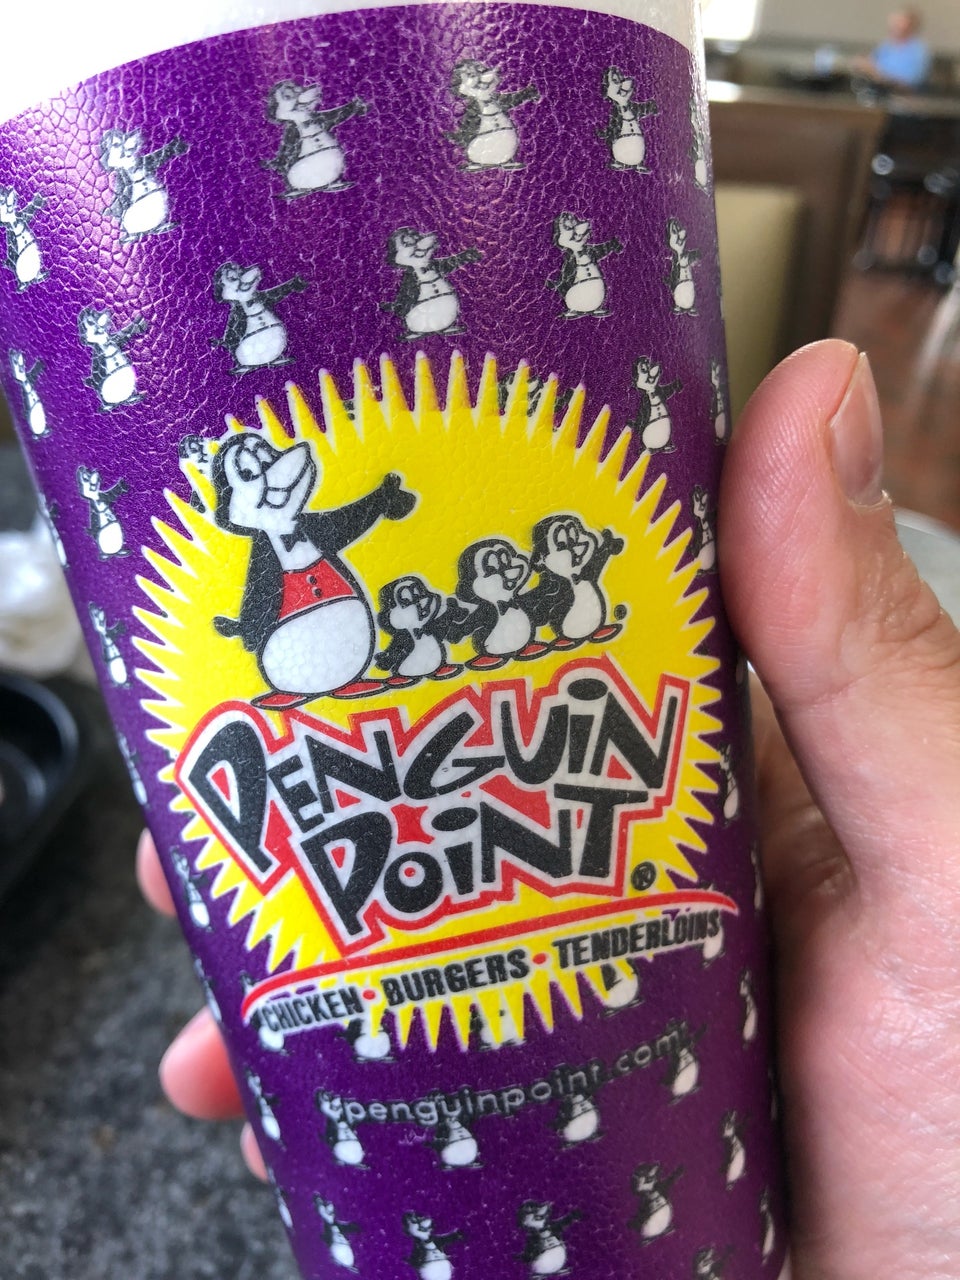 PENGUiN
POiNT®
CHICKEN • BURGERS • TENDERLOINS
penguinpoint.com